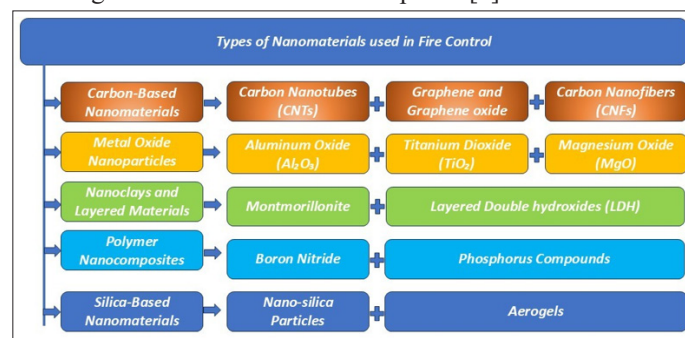 Types of Nanomaterials used in Fire Control
Carbon-Based
Nanomaterials
Carbon Nanotubes
(CNTs)
+
Graphene and
Graphene oxide
+
Carbon Nanofibers
(CNFs)
Metal Oxide
Nanoparticles
Aluminum Oxide
(Al₂O₃)
+
Titanium Dioxide
(TiO₂)
+
Magnesium Oxide
(MgO)
Nanoclays and
Layered Materials
Montmorillonite
+
Layered Double hydroxides (LDH)
Polymer
Nanocomposites
Boron Nitride
+
Phosphorus Compounds
Silica-Based
Nanomaterials
Nano-silica
Particles
+
Aerogels